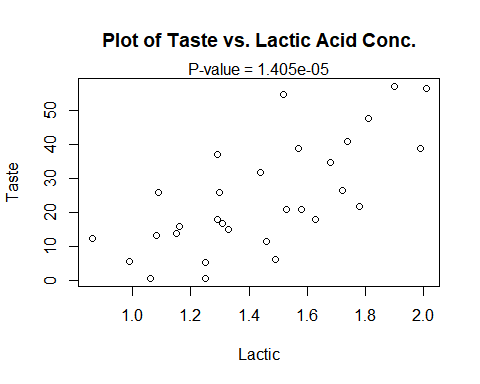 Plot of Taste vs. Lactic Acid Conc.
P-value = 1.405e-05
Taste
50
40
30
20
10
0
1.0 1.2 1.4 1.6 1.8 2.0
Lactic